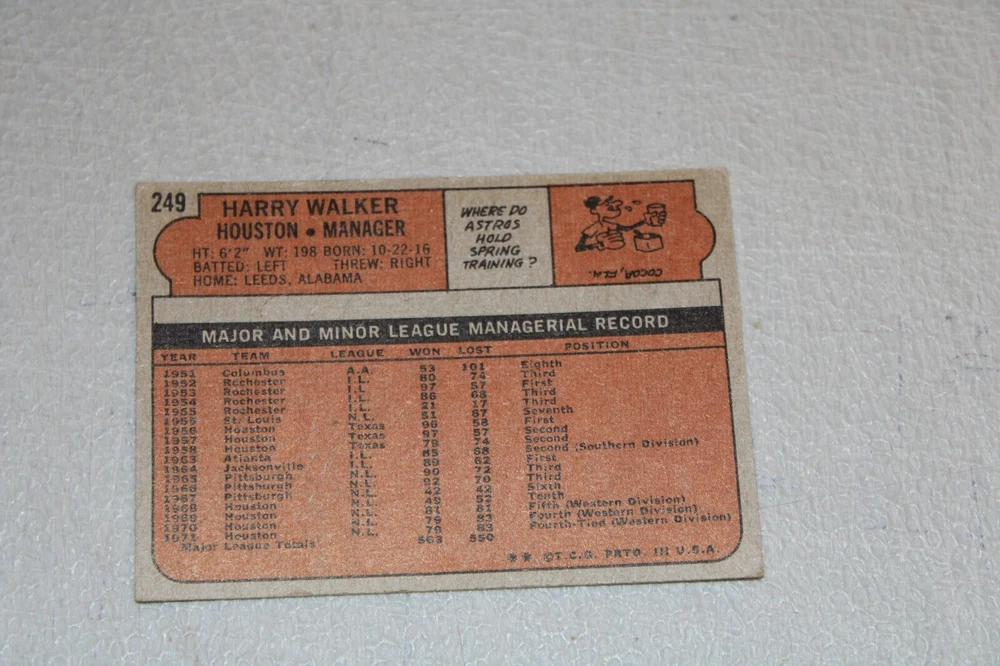 249
HARRY WALKER
HOUSTON • MANAGER
HT: 6'2" WT: 198 BORN: 10-22-16
BATTED: LEFT THREW: RIGHT
HOME: LEEDS, ALABAMA
WHERE DO
ASTROS
HOLD
SPRING
TRAINING?
COCOA, FLA.
MAJOR AND MINOR LEAGUE MANAGERIAL RECORD
YEAR TEAM LEAGUE WON LOST POSITION
1951 Columbus A.A. 53 101 Eighth
1952 Rochester I.L. 80 74 Third
1953 Rochester I.L. 97 57 First
1954 Rochester I.L. 86 68 Third
1955 Rochester I.L. 21 17 Third
1955 St. Louis N.L. 51 67 Seventh
1956 Houston Texas 96 58 First
1957 Houston Texas 97 57 Second
1958 Houston Texas 79 74 Second
1963 Atlanta I.L. 85 68 Second (Southern Division)
1964 Jacksonville I.L. 89 62 First
1965 Pittsburgh N.L. 90 72 Third
1966 Pittsburgh N.L. 92 70 Third
1967 Pittsburgh N.L. 42 42 Sixth
1968 Houston N.L. 49 52 Tenth
1969 Houston N.L. 81 81 Fifth (Western Division)
1970 Houston N.L. 79 83 Fourth (Western Division)
1971 Houston N.L. 79 83 Fourth-Tied (Western Division)
Major League Totals 563 550
** ©T.C.G. PRTD. IN U.S.A.